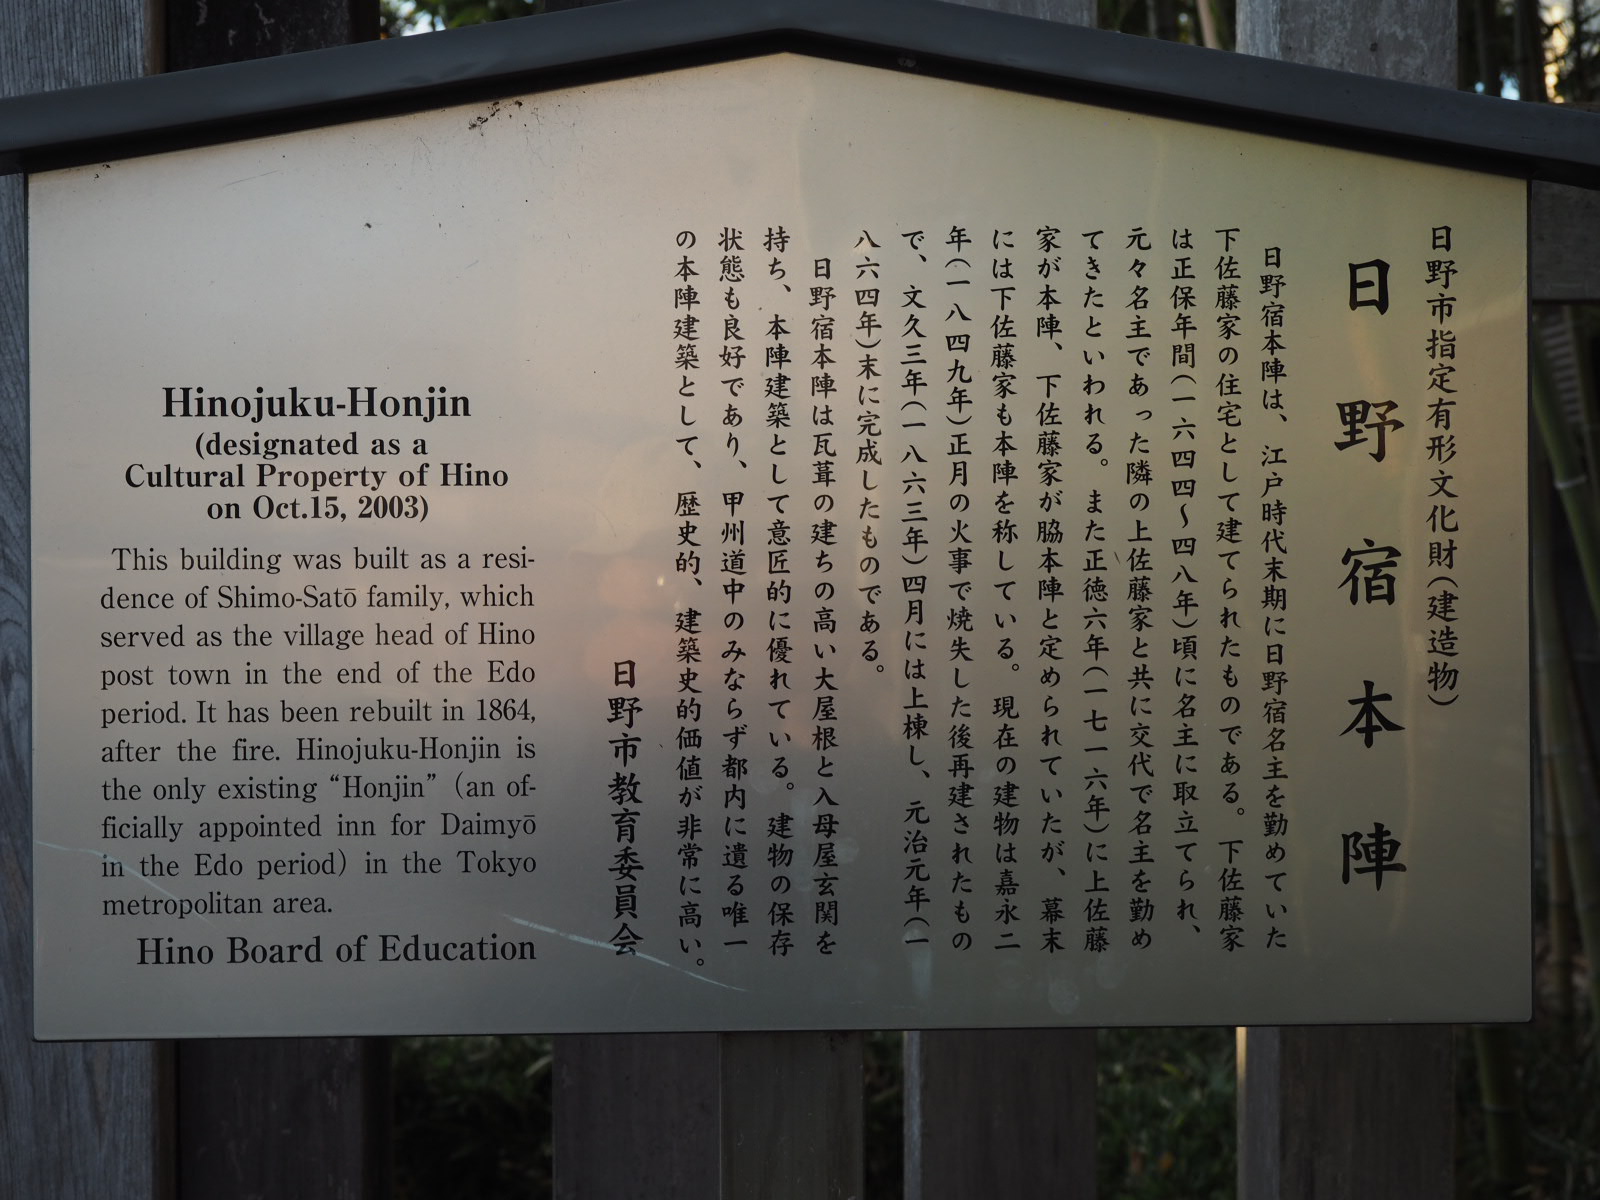 日野市指定有形文化財(建造物)
日野宿本陣
日野宿本陣は、江戸時代末期に日野宿名主を勤めていた
下佐藤家の住宅として建てられたものである。下佐藤家
は正保年間(一六四四〜四八年)頃に名主に取立てられ、
元々名主であった隣の上佐藤家と共に交代で名主を勤め
てきたといわれる。また正徳六年(一七一六年)に上佐藤
家が本陣、下佐藤家が脇本陣と定められていたが、幕末
には下佐藤家も本陣を称している。現在の建物は嘉永二
年(一八四九年)正月の火事で焼失した後再建されたもの
で、文久三年(一八六三年)四月には上棟し、元治元年(一
八六四年)末に完成したものである。
日野宿本陣は瓦葺の建ちの高い大屋根と入母屋玄関を
持ち、本陣建築として意匠的に優れている。建物の保存
状態も良好であり、甲州道中のみならず都内に遺る唯一
の本陣建築として、歴史的、建築史的価値が非常に高い。
日野市教育委員会
Hinojuku-Honjin
(designated as a
Cultural Property of Hino
on Oct.15, 2003)
This building was built as a resi-
dence of Shimo-Satō family, which
served as the village head of Hino
post town in the end of the Edo
period. It has been rebuilt in 1864,
after the fire. Hinojuku-Honjin is
the only existing “Honjin” (an of-
ficially appointed inn for Daimyō
in the Edo period) in the Tokyo
metropolitan area.
Hino Board of Education